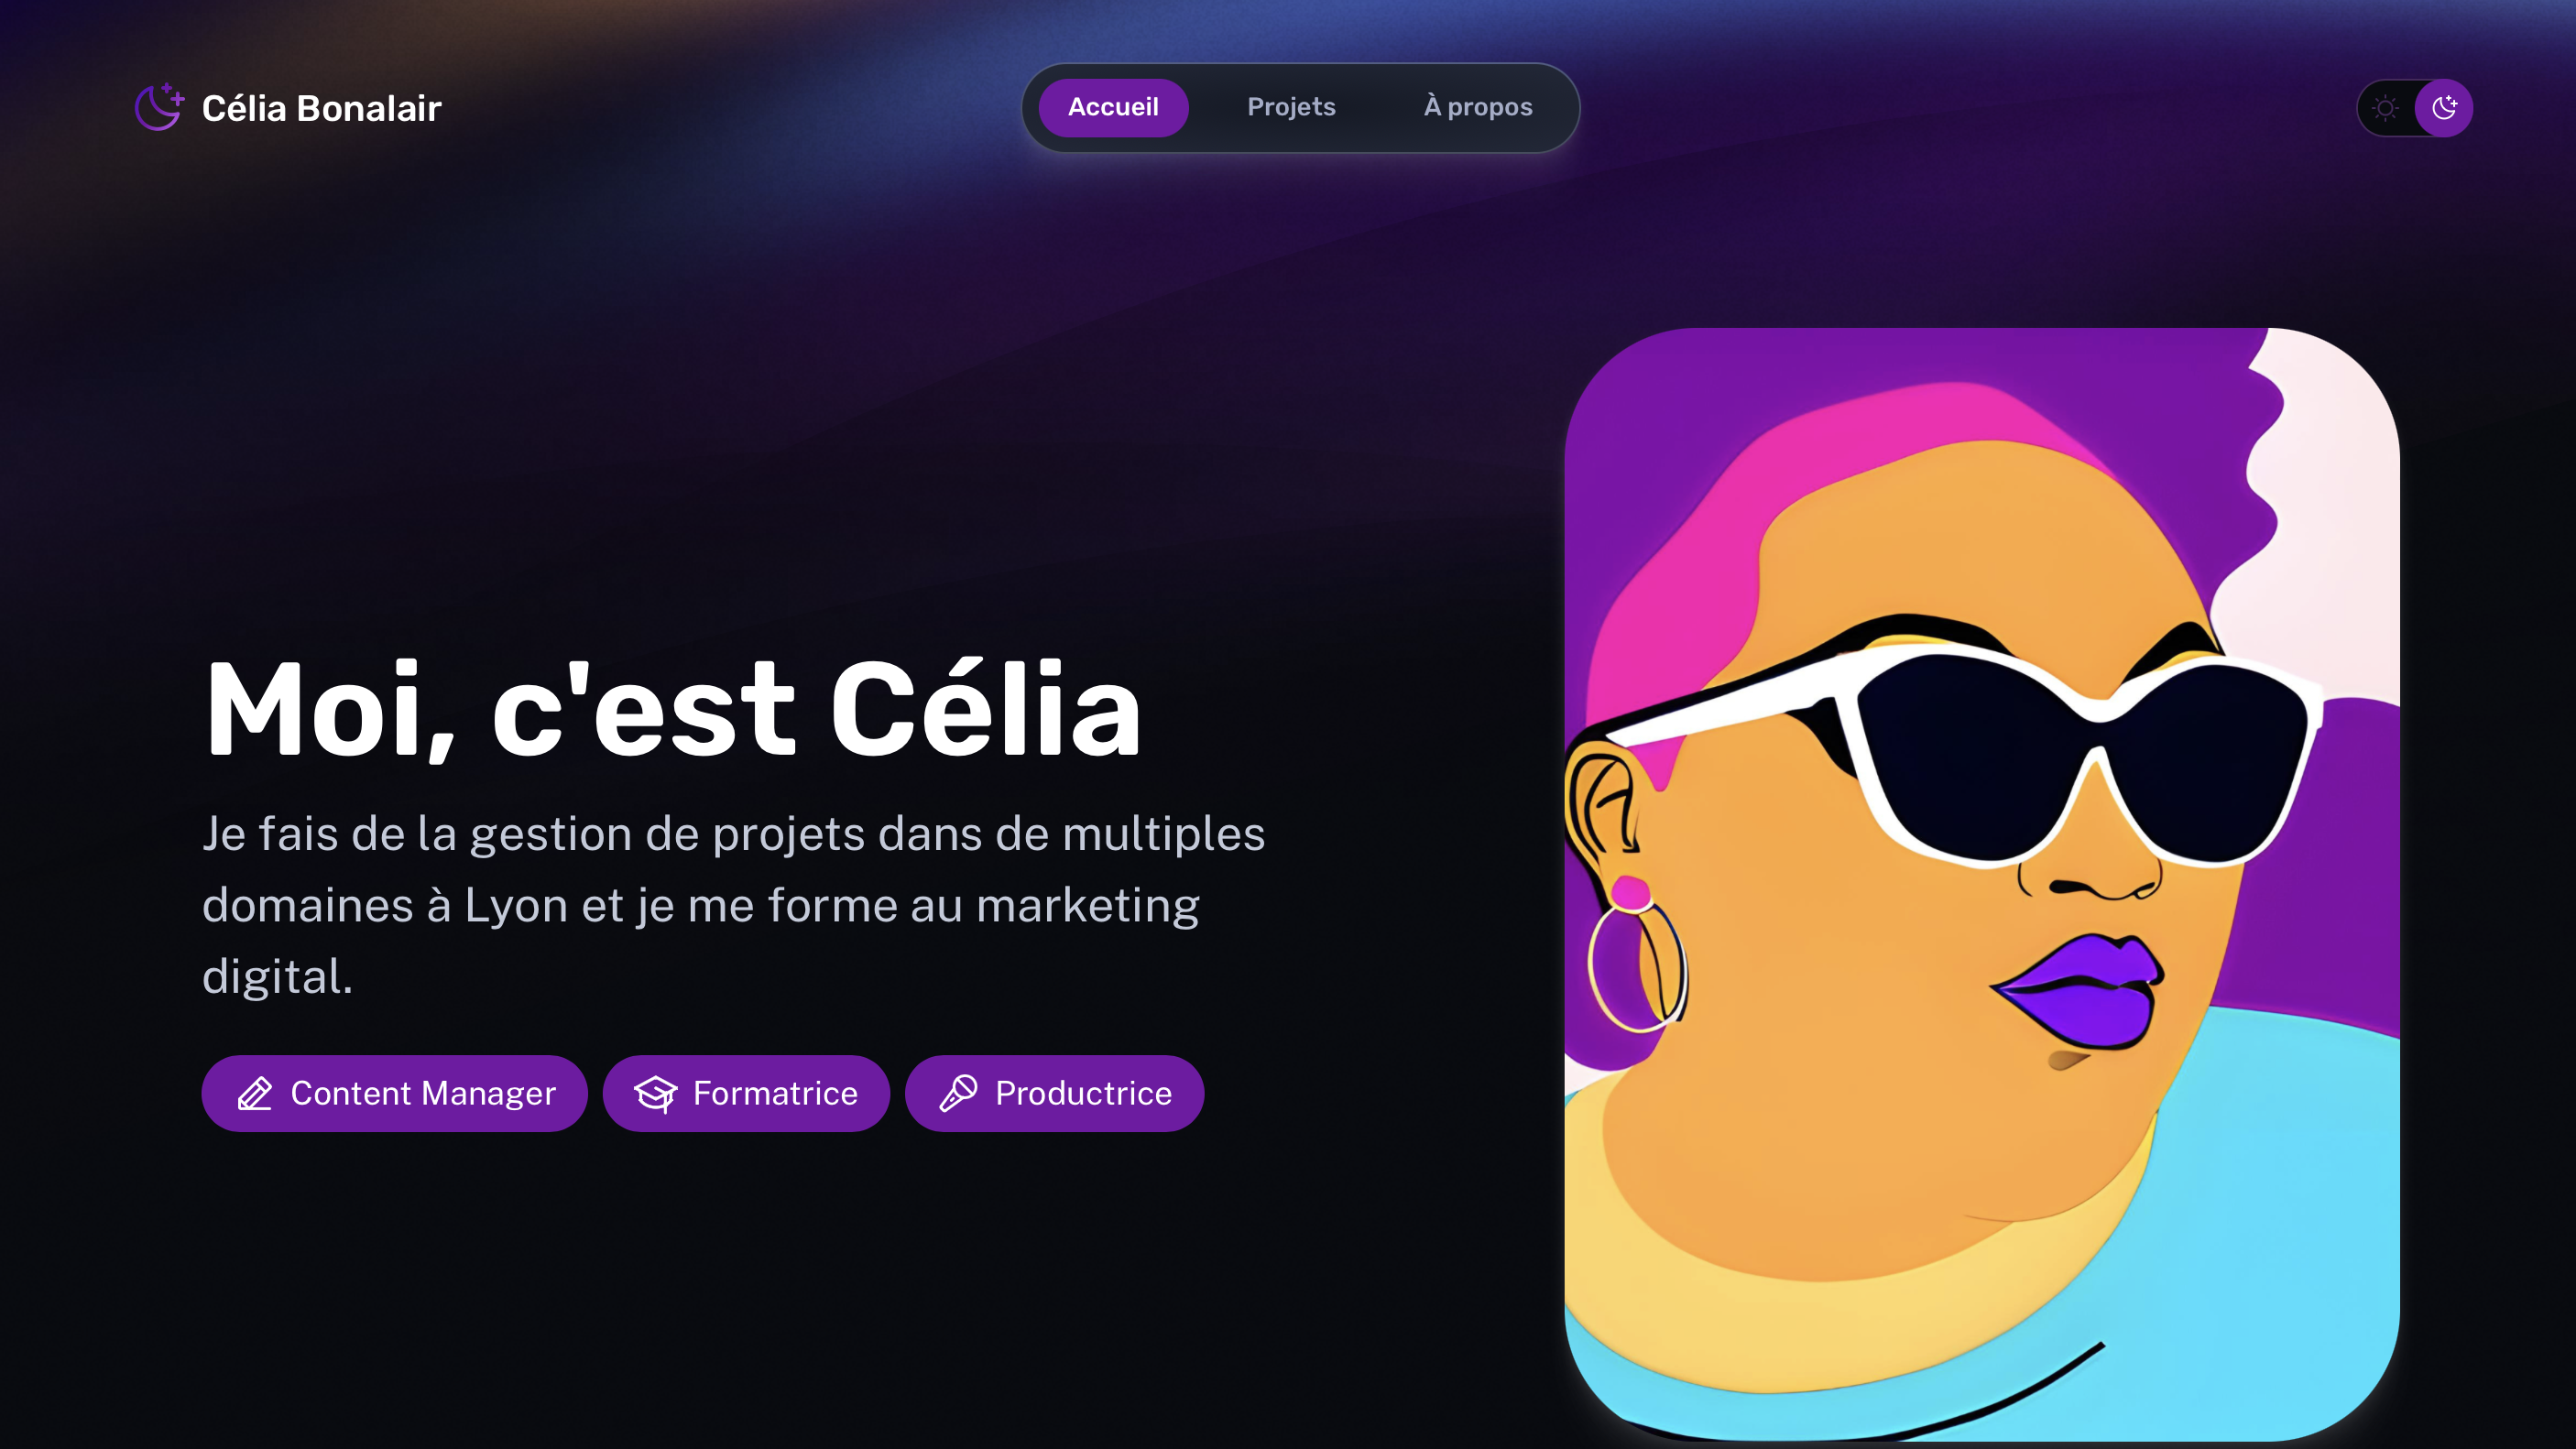 Célia Bonalair
Accueil
Projets
À propos
Moi, c'est Célia
Je fais de la gestion de projets dans de multiples
domaines à Lyon et je me forme au marketing
digital.
Content Manager
Formatrice
Productrice